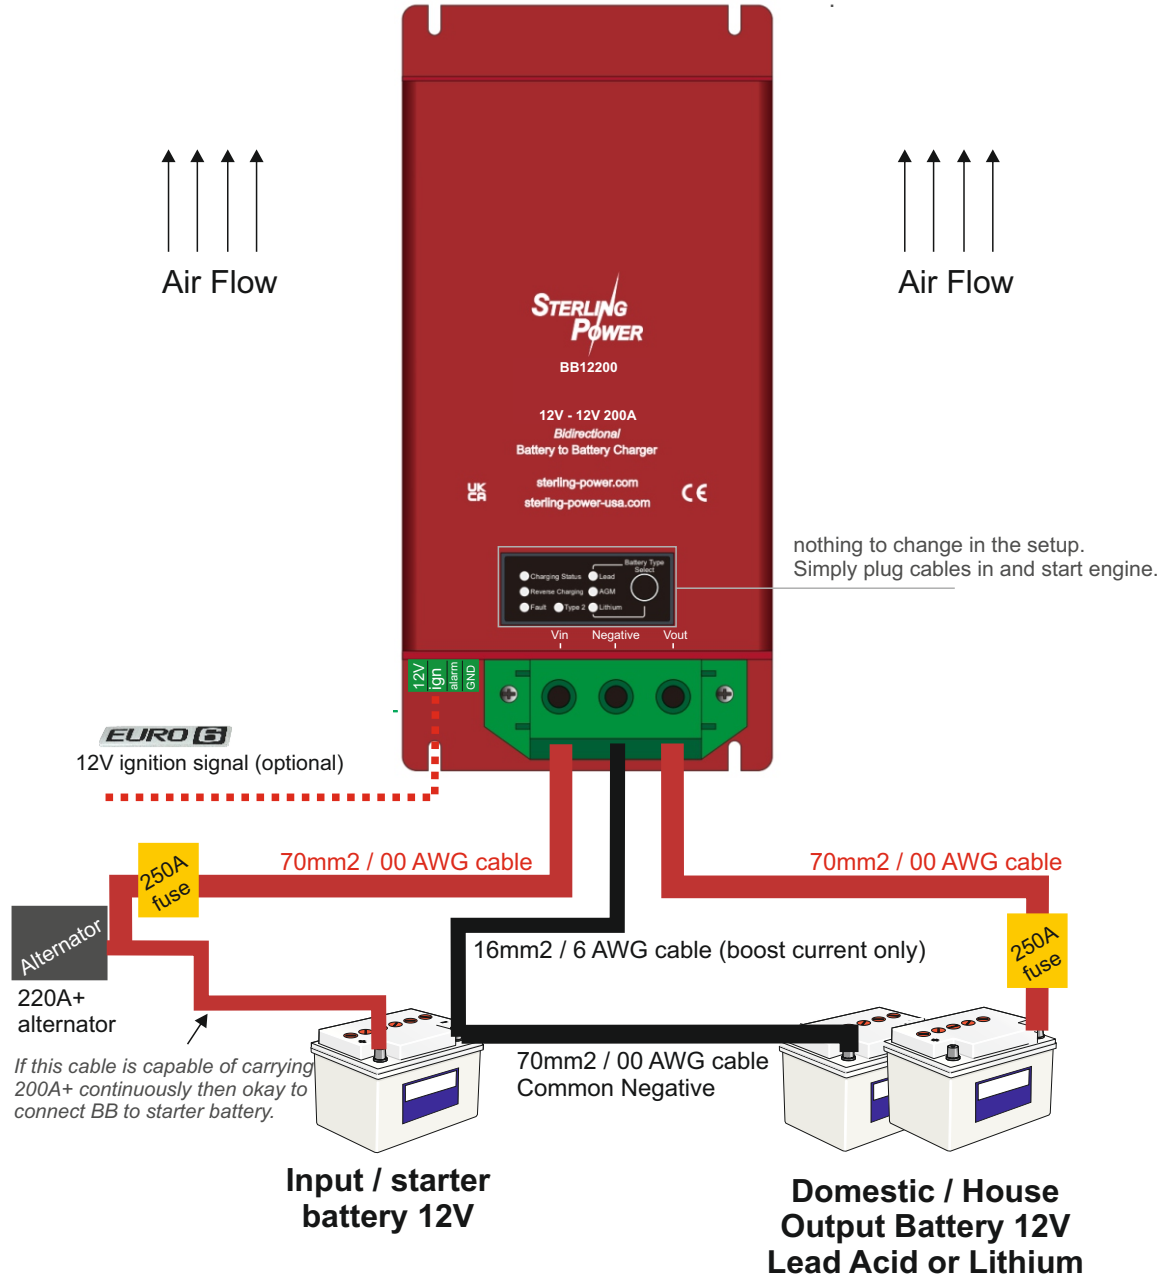 Air Flow
Air Flow
STERLING
POWER
BB12200
12V - 12V 200A
Bidirectional
Battery to Battery Charger
UK
CA
sterling-power.com
sterling-power-usa.com
CE
nothing to change in the setup.
Simply plug cables in and start engine.
Battery Type
Select
Charging Status
Lead
Reverse Charging
AGM
Fault
Type 2
Lithium
Vin
Negative
Vout
12V
ign
alarm
GND
EURO 6
12V ignition signal (optional)
70mm2 / 00 AWG cable
70mm2 / 00 AWG cable
250A
fuse
Alternator
16mm2 / 6 AWG cable (boost current only)
250A
fuse
220A+
alternator
If this cable is capable of carrying
200A+ continuously then okay to
connect BB to starter battery.
70mm2 / 00 AWG cable
Common Negative
Input / starter
battery 12V
Domestic / House
Output Battery 12V
Lead Acid or Lithium